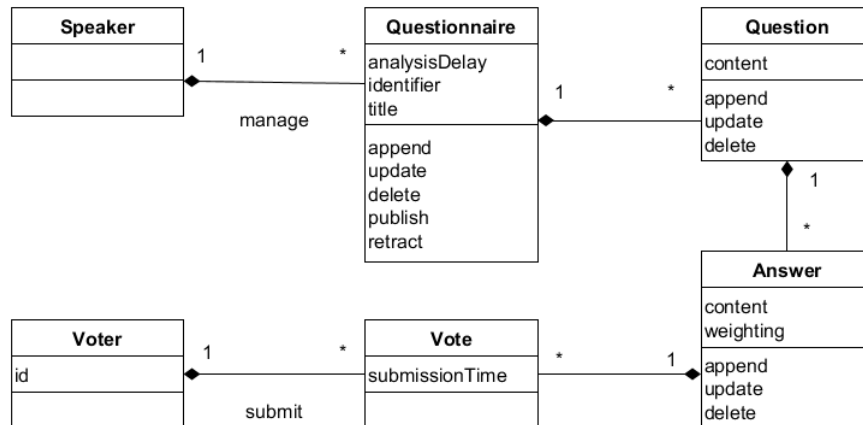 Speaker
1
*
manage
Questionnaire
analysisDelay
identifier
title
append
update
delete
publish
retract
1
*
Question
content
append
update
delete
1
*
Answer
content
weighting
append
update
delete
Voter
id
1
*
submit
Vote
submissionTime
*
1